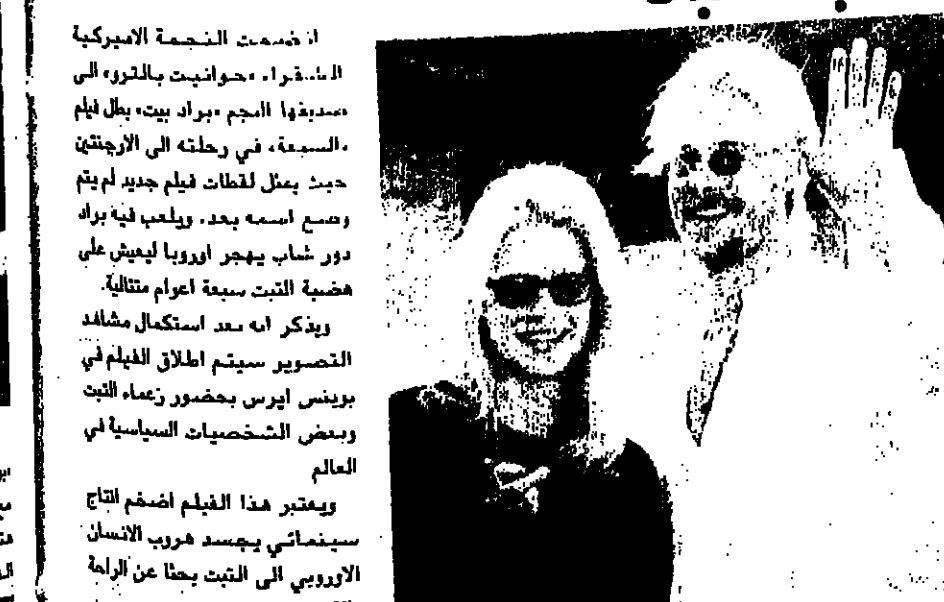 انضمت النجمة الاميركية
الشقراء «جوانيت بالترو» الى
صديقها النجم «براد بيت» بطل فيلم
«السبعة» في رحلته الى الارجنتين
حيث يمثل لقطات فيلم جديد لم يتم
وضع اسمه بعد. ويلعب فيه براد
دور شاب يهجر اوروبا ليعيش على
هضبة التبت سبعة اعوام متتالية.
ويذكر انه بعد استكمال مشاهد
التصوير سيتم اطلاق الفيلم في
بوينس ايرس بحضور زعماء التبت
وبعض الشخصيات السياسية في
العالم
ويعتبر هذا الفيلم اضخم انتاج
سينمائي يجسد هروب الانسان
الاوروبي الى التبت بحثا عن الراحة